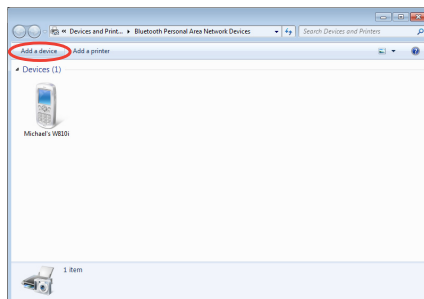 « Devices and Print... ▸ Bluetooth Personal Area Network Devices
Search Devices and Printers
Add a device
Add a printer
Devices (1)
Michael's W810i
1 item